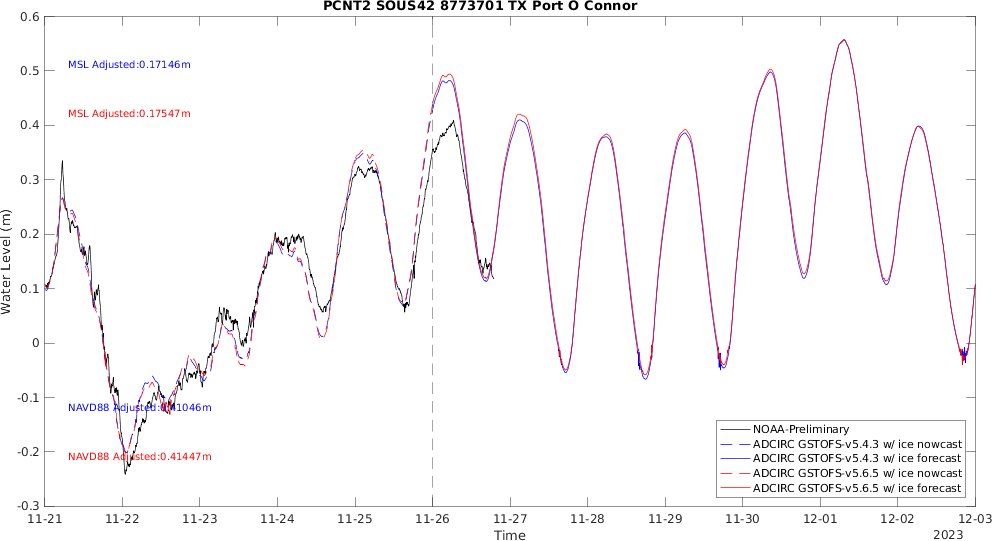 PCNT2 SOUS42 8773701 TX Port O Connor
0.6
0.5
0.4
0.3
0.2
0.1
0
-0.1
-0.2
-0.3
Water Level (m)
MSL Adjusted:0.17146m
MSL Adjusted:0.17547m
NAVD88 Adjusted:0.41046m
NAVD88 Adjusted:0.41447m
NOAA-Preliminary
ADCIRC GSTOFS-v5.4.3 w/ ice nowcast
ADCIRC GSTOFS-v5.4.3 w/ ice forecast
ADCIRC GSTOFS-v5.6.5 w/ ice nowcast
ADCIRC GSTOFS-v5.6.5 w/ ice forecast
11-21 11-22 11-23 11-24 11-25 11-26 11-27 11-28 11-29 11-30 12-01 12-02 12-03
Time
2023